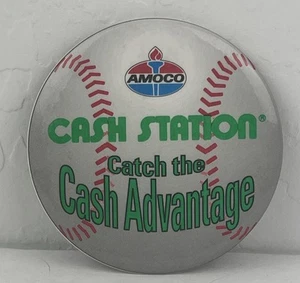 AMOCO
CASH STATION®
Catch the
Cash Advantage